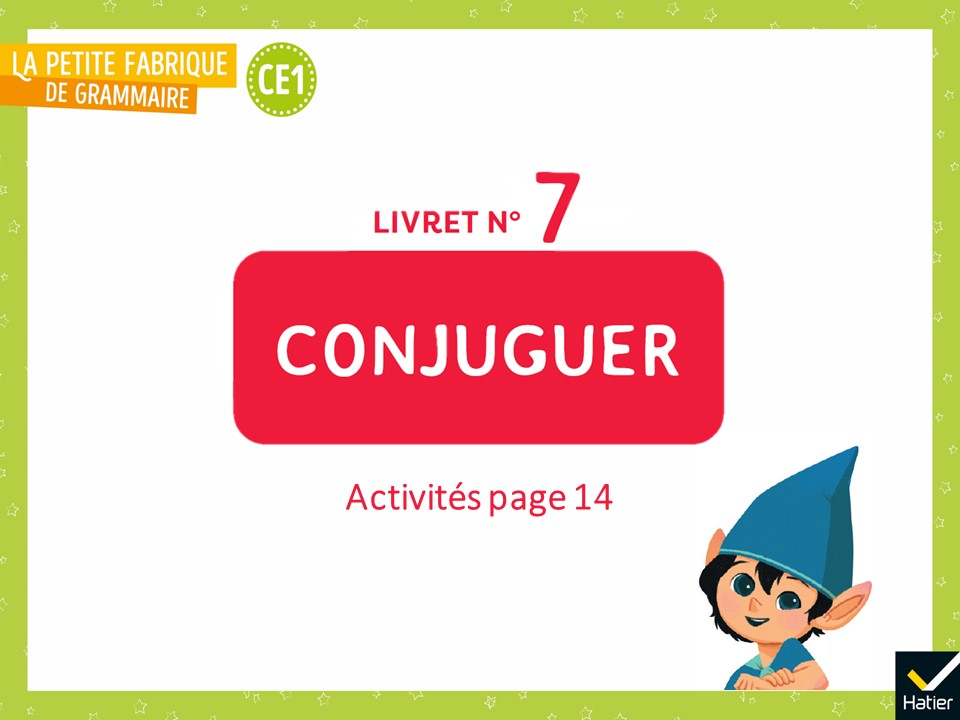 LA PETITE FABRIQUE
DE GRAMMAIRE
CE1
LIVRET N° 7
CONJUGUER
Activités page 14
Hatier